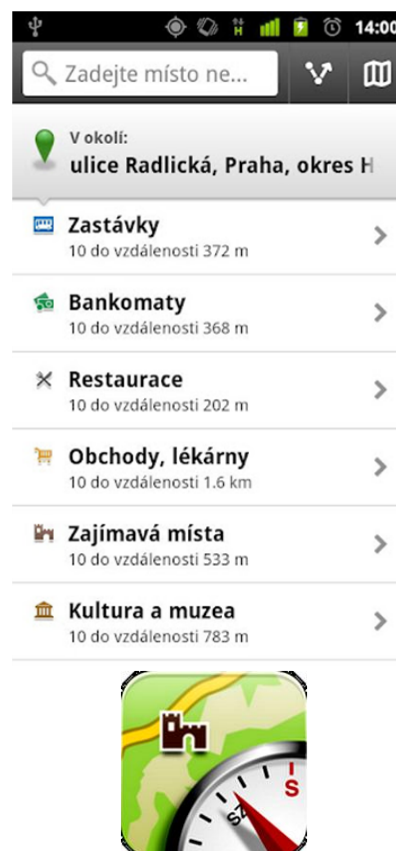 14:00
Zadejte místo ne...
V okolí:
ulice Radlická, Praha, okres H
Zastávky
10 do vzdálenosti 372 m
Bankomaty
10 do vzdálenosti 368 m
Restaurace
10 do vzdálenosti 202 m
Obchody, lékárny
10 do vzdálenosti 1.6 km
Zajímavá místa
10 do vzdálenosti 533 m
Kultura a muzea
10 do vzdálenosti 783 m
S
SZ